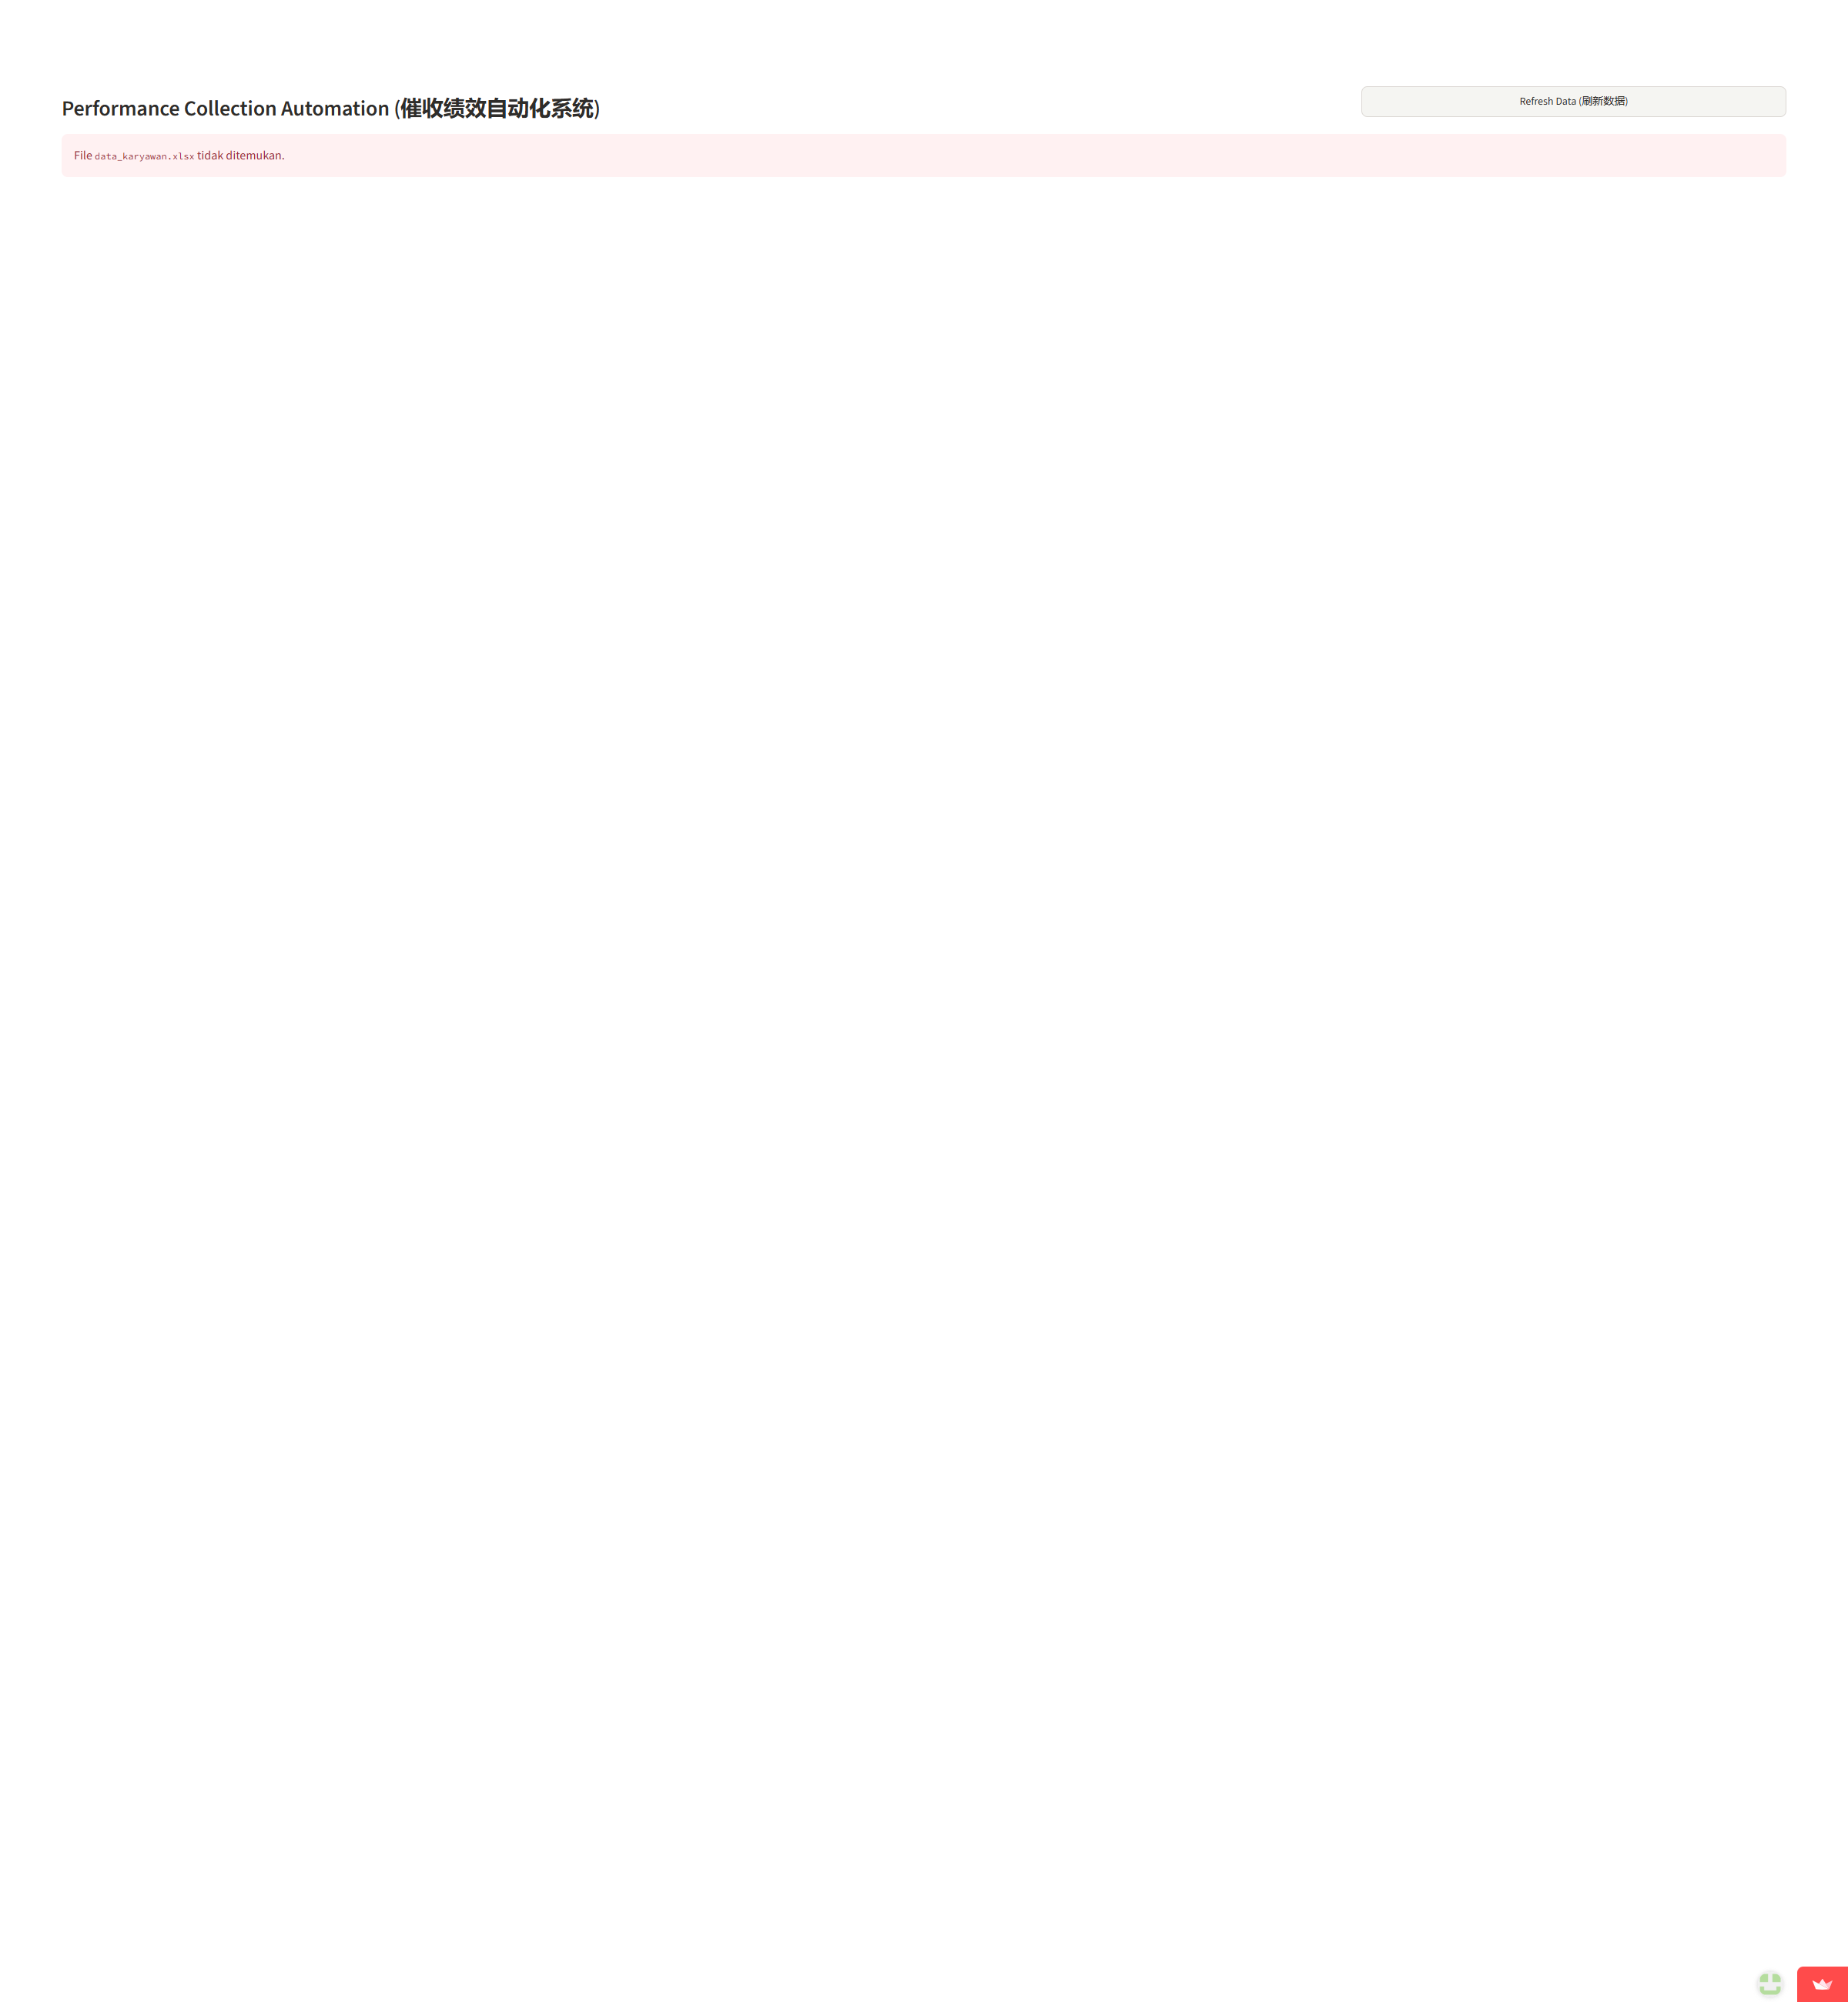 Performance Collection Automation (催收绩效自动化系统)
Refresh Data (刷新数据)
File data_karyawan.xlsx tidak ditemukan.